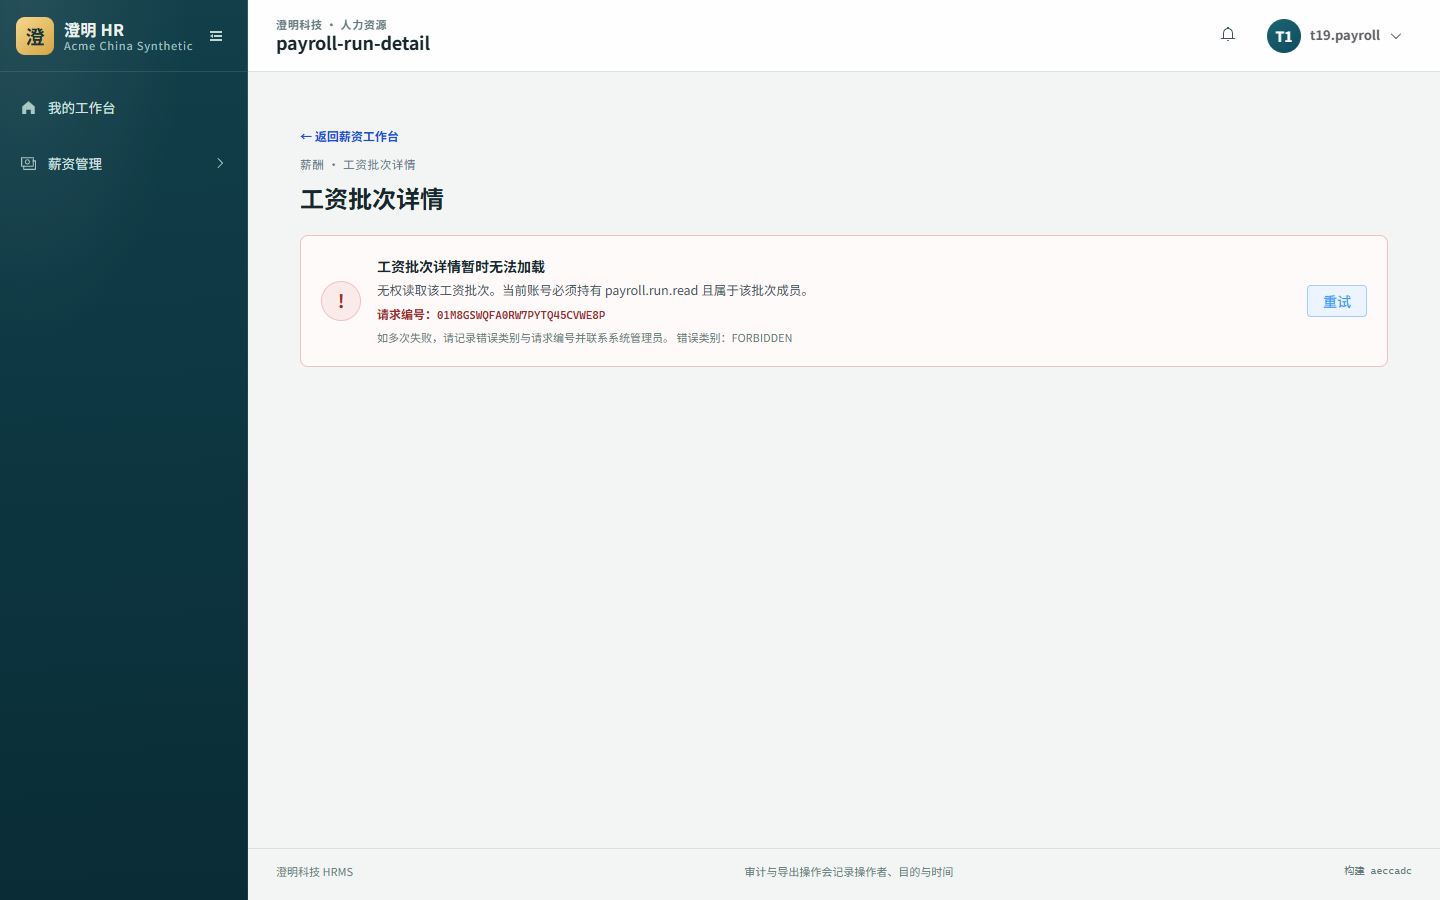 澄
澄明 HR
Acme China Synthetic
我的工作台
薪资管理
澄明科技 · 人力资源
payroll-run-detail
T1
t19.payroll
← 返回薪资工作台
薪酬 · 工资批次详情
工资批次详情
!
工资批次详情暂时无法加载
无权读取该工资批次。当前账号必须持有 payroll.run.read 且属于该批次成员。
请求编号：01M8GSWQFA0RW7PYTQ45CVWE8P
如多次失败，请记录错误类别与请求编号并联系系统管理员。 错误类别：FORBIDDEN
重试
澄明科技 HRMS
审计与导出操作会记录操作者、目的与时间
构建 aeccadc